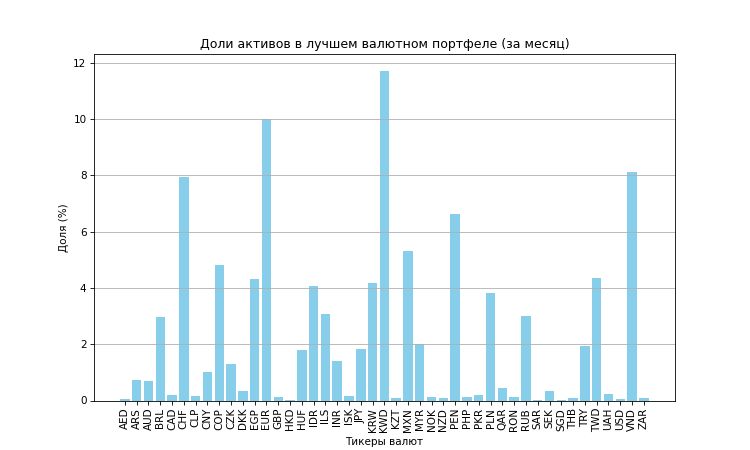 Доли активов в лучшем валютном портфеле (за месяц)
Доля (%)
12
10
8
6
4
2
0
AED ARS AUD BRL CAD CHF CLP CNY COP CZK DKK EGP EUR GBP HKD HUF IDR ILS INR ISK JPY KRW KWD KZT MXN MYR NOK NZD PEN PHP PKR PLN QAR RON RUB SAR SEK SGD THB TRY TWD UAH USD VND ZAR
Тикеры валют